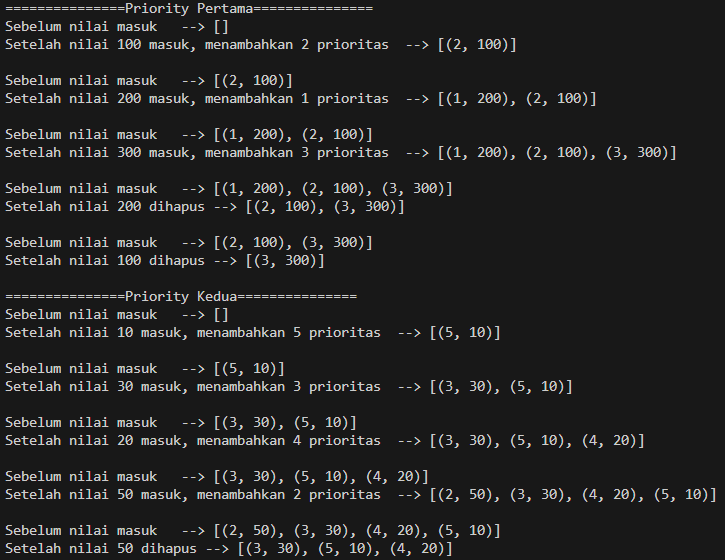 ===============Priority Pertama===============
Sebelum nilai masuk   --> []
Setelah nilai 100 masuk, menambahkan 2 prioritas  --> [(2, 100)]

Sebelum nilai masuk   --> [(2, 100)]
Setelah nilai 200 masuk, menambahkan 1 prioritas  --> [(1, 200), (2, 100)]

Sebelum nilai masuk   --> [(1, 200), (2, 100)]
Setelah nilai 300 masuk, menambahkan 3 prioritas  --> [(1, 200), (2, 100), (3, 300)]

Sebelum nilai masuk   --> [(1, 200), (2, 100), (3, 300)]
Setelah nilai 200 dihapus --> [(2, 100), (3, 300)]

Sebelum nilai masuk   --> [(2, 100), (3, 300)]
Setelah nilai 100 dihapus --> [(3, 300)]

===============Priority Kedua===============
Sebelum nilai masuk   --> []
Setelah nilai 10 masuk, menambahkan 5 prioritas  --> [(5, 10)]

Sebelum nilai masuk   --> [(5, 10)]
Setelah nilai 30 masuk, menambahkan 3 prioritas  --> [(3, 30), (5, 10)]

Sebelum nilai masuk   --> [(3, 30), (5, 10)]
Setelah nilai 20 masuk, menambahkan 4 prioritas  --> [(3, 30), (5, 10), (4, 20)]

Sebelum nilai masuk   --> [(3, 30), (5, 10), (4, 20)]
Setelah nilai 50 masuk, menambahkan 2 prioritas  --> [(2, 50), (3, 30), (4, 20), (5, 10)]

Sebelum nilai masuk   --> [(2, 50), (3, 30), (4, 20), (5, 10)]
Setelah nilai 50 dihapus --> [(3, 30), (5, 10), (4, 20)]